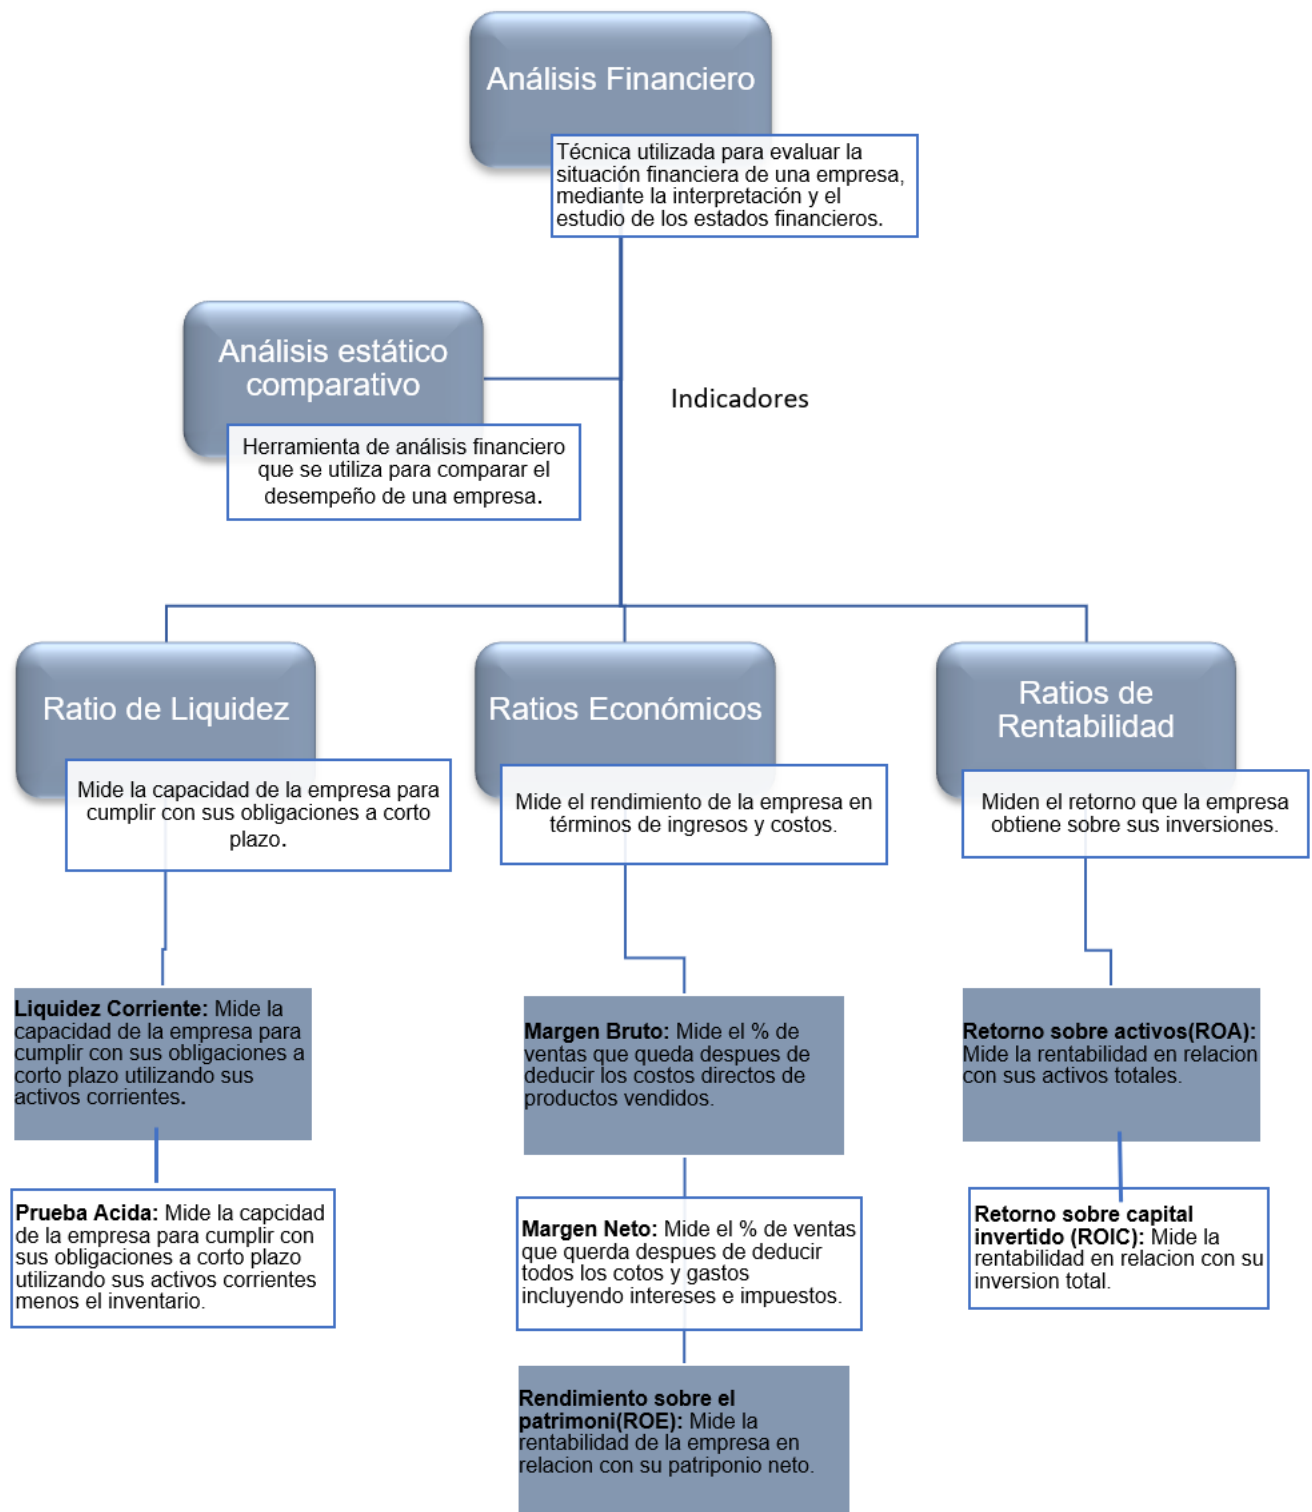 Análisis Financiero
Técnica utilizada para evaluar la
situación financiera de una empresa,
mediante la interpretación y el
estudio de los estados financieros.
Análisis estático
comparativo
Indicadores
Herramienta de análisis financiero
que se utiliza para comparar el
desempeño de una empresa.
Ratio de Liquidez
Mide la capacidad de la empresa para
cumplir con sus obligaciones a corto
plazo.
Liquidez Corriente: Mide la
capacidad de la empresa para
cumplir con sus obligaciones a
corto plazo utilizando sus
activos corrientes.
Prueba Acida: Mide la capcidad
de la empresa para cumplir con
sus obligaciones a corto plazo
utilizando sus activos corrientes
menos el inventario.
Ratios Económicos
Mide el rendimiento de la empresa en
términos de ingresos y costos.
Margen Bruto: Mide el % de
ventas que queda despues de
deducir los costos directos de
productos vendidos.
Margen Neto: Mide el % de ventas
que querda despues de deducir
todos los cotos y gastos
incluyendo intereses e impuestos.
Rendimiento sobre el
patrimoni(ROE): Mide la
rentabilidad de la empresa en
relacion con su patriponio neto.
Ratios de
Rentabilidad
Miden el retorno que la empresa
obtiene sobre sus inversiones.
Retorno sobre activos(ROA):
Mide la rentabilidad en relacion
con sus activos totales.
Retorno sobre capital
invertido (ROIC): Mide la
rentabilidad en relacion con su
inversion total.